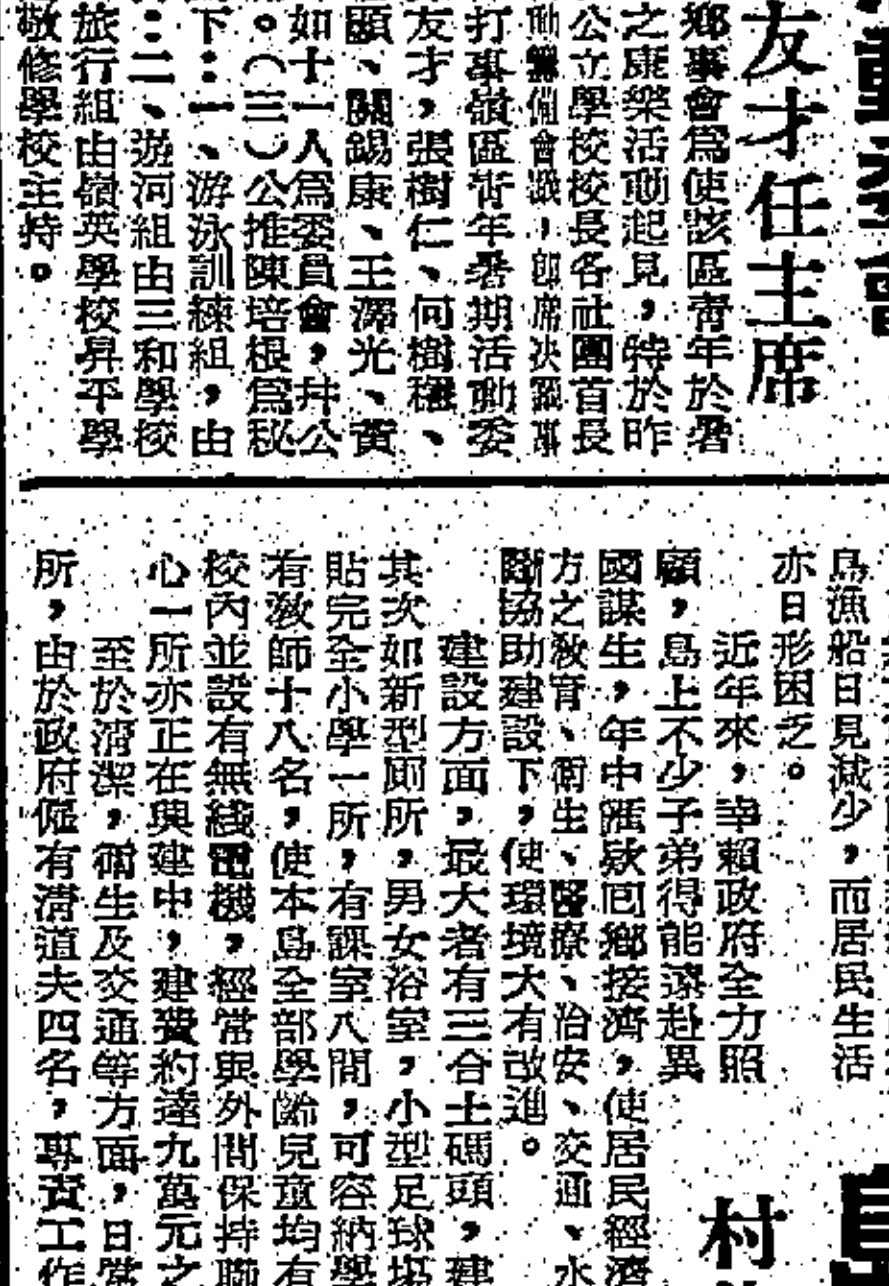 友才任主席
鄉事會爲使該區青年於暑
之康樂活動起見，特於昨
公立學校校長各社團首長
會議，即席決
打事嶺區青年暑期活動委
友才，張樹仁、何樹
頤、關錫康、王光、黃
如十一人爲委員會，并公
。（三）公推陳培根爲秘
下：一、游泳訓練組，由
：二、遊河組由三和學校
旅行組由嶺英學校昇平學
敬修學校主持。
島漁船日見減少，而居民生活
亦日形困乏。
近年來，幸賴政府全力照
顧，島上不少子弟得能遠赴異
國謀生，年中匯欵囘鄉接濟，使居民經濟
方之教育、衛生、醫療、治安、交通、水
斷協助建設下，使環境大有改進。
建設方面，最大者有三合土碼頭，建
其次如新型厠所，男女浴室，小型足球場
貼完全小學一所，有課室八間，可容納學
有教師十八名，使本島全部學齡兒童均有
校內並設有無綫電機，經常與外間保持聯
心一所亦正在興建中，建費約達九萬元之
至於清潔，衛生及交通等方面，日常
所，由於政府僱有清道夫四名，專責工作
村